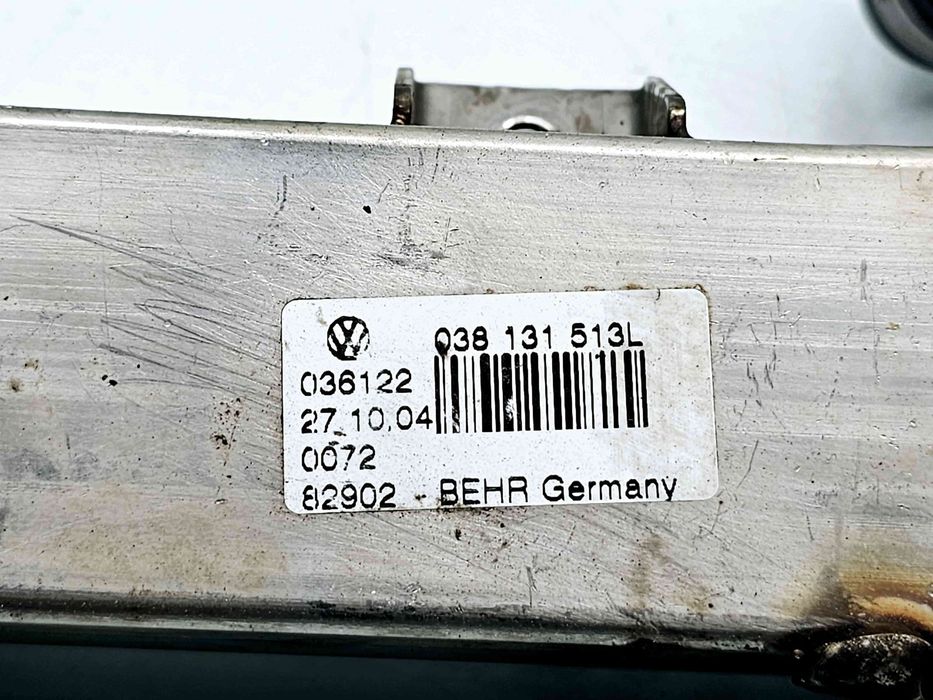 038 131 513L
036122
27.10.04
0072
82902 - BEHR Germany